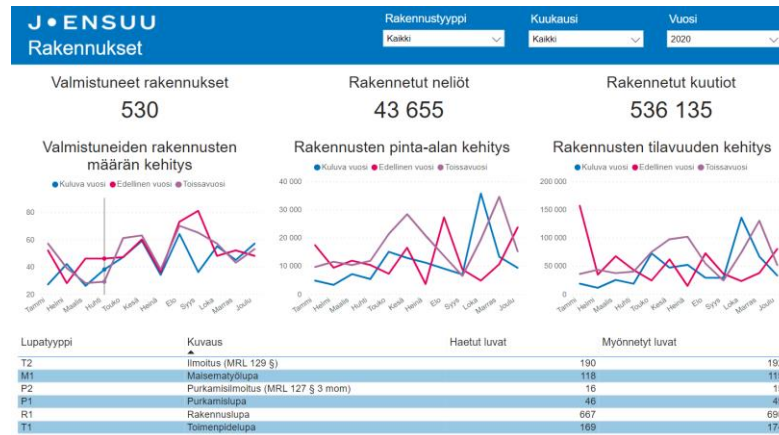 JOENSUU
Rakennukset
Rakennustyyppi Kuukausi Vuosi
Kaikki Kaikki 2020
Valmistuneet rakennukset Rakennetut neliöt Rakennetut kuutiot
530 43 655 536 135
Valmistuneiden rakennusten määrän kehitys
Kuluva vuosi Edellinen vuosi Toissavuosi
80
60
40
20
Tammi Helmi Maalis Huhti Touko Kesä Heinä Elo Syys Loka Marras Joulu
Rakennusten pinta-alan kehitys
Kuluva vuosi Edellinen vuosi Toissavuosi
40 000
30 000
20 000
10 000
0
Tammi Helmi Maalis Huhti Touko Kesä Heinä Elo Syys Loka Marras Joulu
Rakennusten tilavuuden kehitys
Kuluva vuosi Edellinen vuosi Toissavuosi
200 000
150 000
100 000
50 000
0
Tammi Helmi Maalis Huhti Touko Kesä Heinä Elo Syys Loka Marras Joulu
Lupatyyppi Kuvaus Haetut luvat Myönnetyt luvat
T2 Ilmoitus (MRL 129 §) 190
M1 Maisematyölupa 118
P2 Purkamisilmoitus (MRL 127 § 3 mom) 16
P1 Purkamislupa 46
R1 Rakennuslupa 667
T1 Toimenpidelupa 169